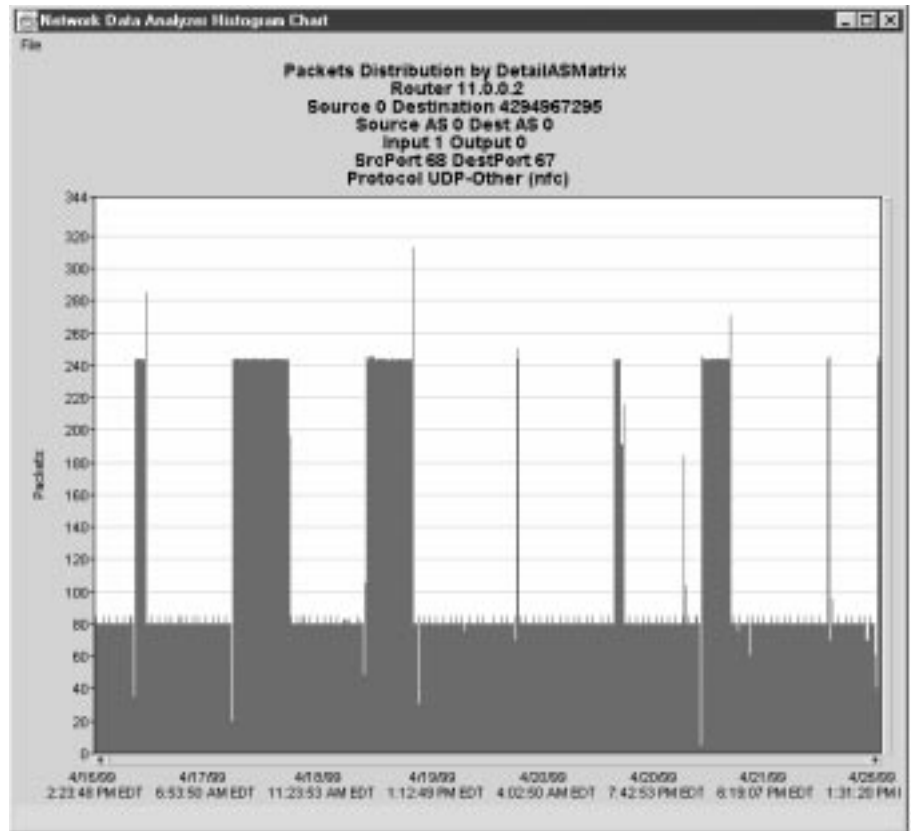 Network Data Analyzer Histogram Chart
File
Packets Distribution by DetailASMatrix
Router 11.0.0.2
Source 0 Destination 4294967295
Source AS 0 Dest AS 0
Input 1 Output 0
SrcPort 68 DestPort 67
Protocol UDP-Other (nfc)
344
320
300
280
260
240
220
200
180
160
140
120
100
80
60
40
20
0
Packets
4/17/99 4/18/99 4/19/99 4/20/99 4/20/99 4/21/99
2:23:48 PM EDT 6:53:50 AM EDT 11:23:53 AM EDT 1:12:49 PM EDT 4:02:50 AM EDT 7:42:53 PM EDT 6:19:07 PM EDT 1:31:20 PM